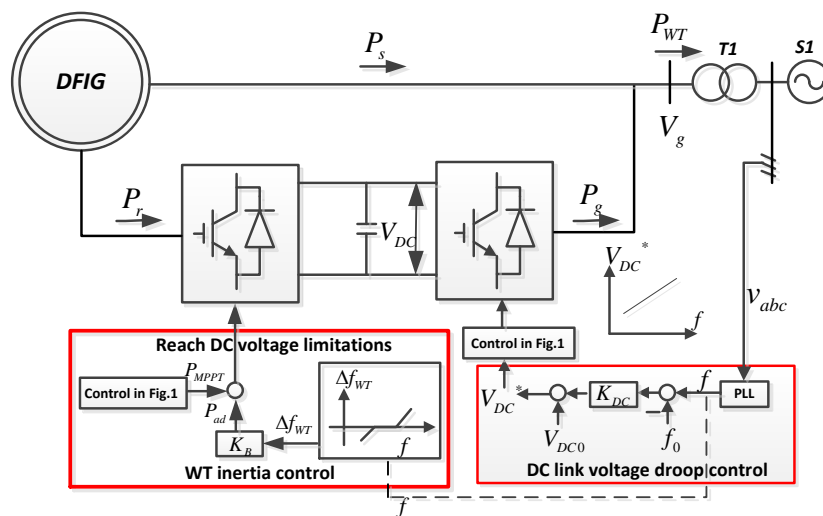 P_s
P_WT
T1
S1
DFIG
V_g
P_r
P_g
V_DC
V_DC*
f
v_abc
Reach DC voltage limitations
Control in Fig.1
P_MPPT
Δf_WT
Control in Fig.1
V_DC*
K_DC
f
PLL
P_ad
K_B
Δf_WT
f
V_DC0
f_0
WT inertia control
DC link voltage droop control
f